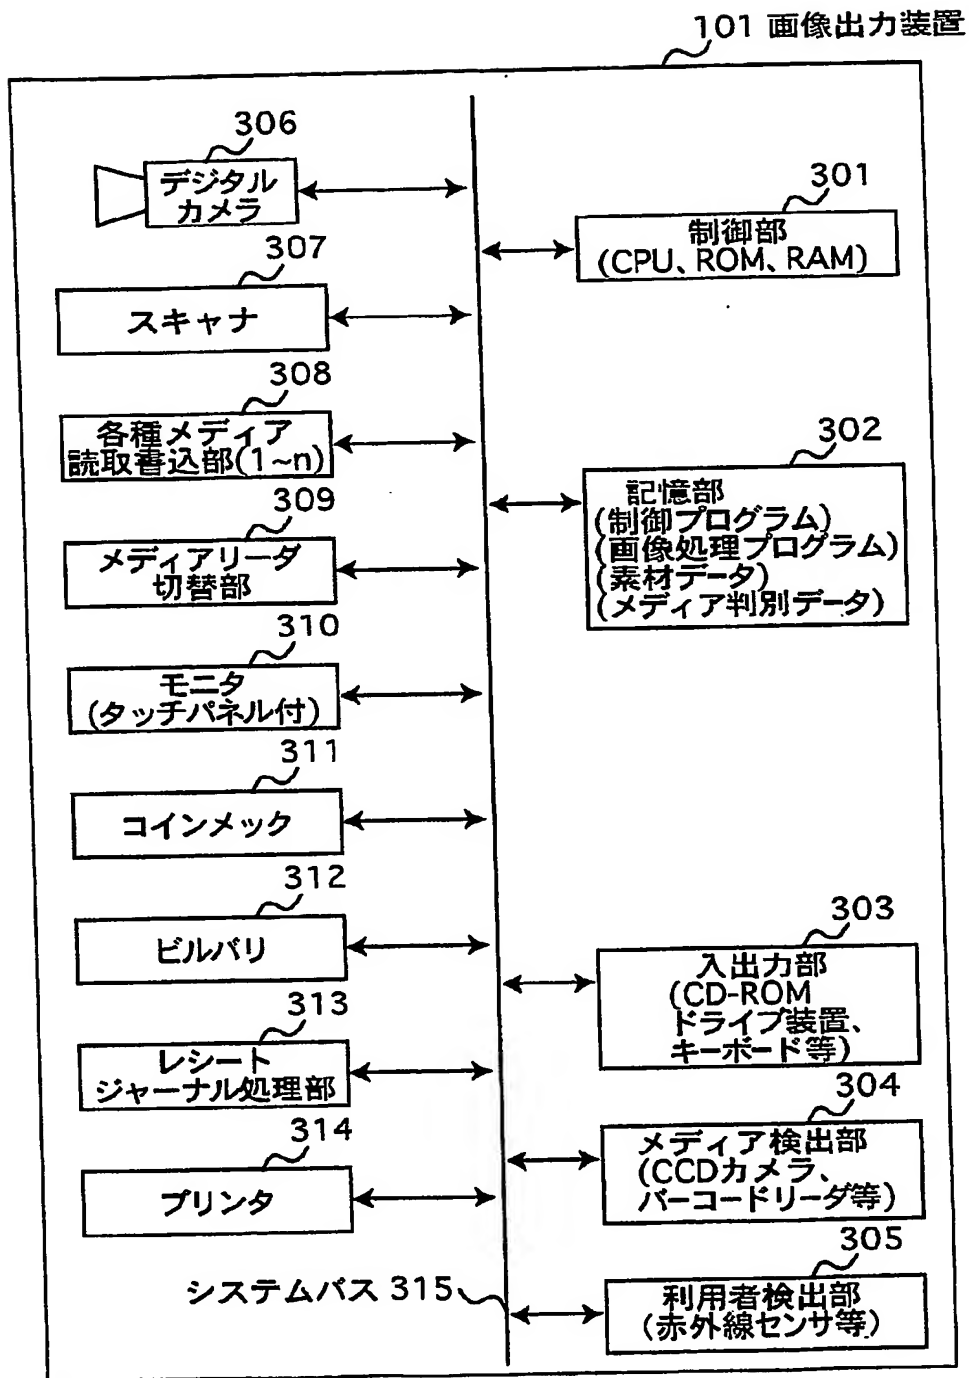 101 画像出力装置
306
デジタル
カメラ
307
スキャナ
308
各種メディア
読取書込部(1~n)
309
メディアリーダ
切替部
310
モニタ
(タッチパネル付)
311
コインメック
312
ビルバリ
313
レシート
ジャーナル処理部
314
プリンタ
システムバス 315
301
制御部
(CPU、ROM、RAM)
302
記憶部
(制御プログラム)
(画像処理プログラム)
(素材データ)
(メディア判別データ)
303
入出力部
(CD-ROM
ドライブ装置、
キーボード等)
304
メディア検出部
(CCDカメラ、
バーコードリーダ等)
305
利用者検出部
(赤外線センサ等)